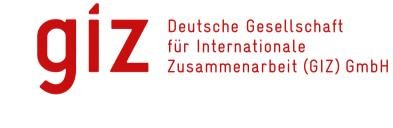 giz
Deutsche Gesellschaft
für Internationale
Zusammenarbeit (GIZ) GmbH